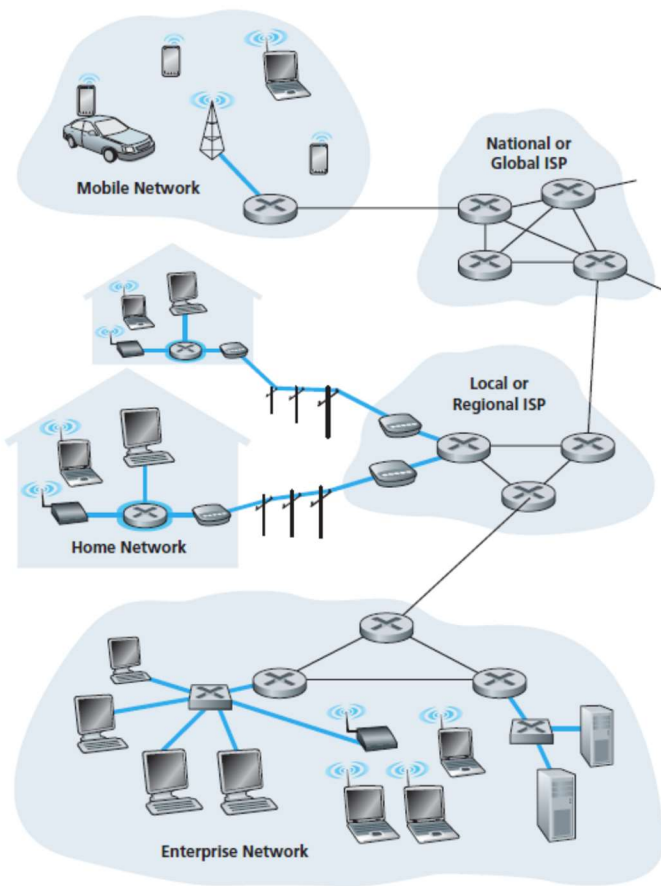 National or
Global ISP
Mobile Network
Local or
Regional ISP
Home Network
Enterprise Network